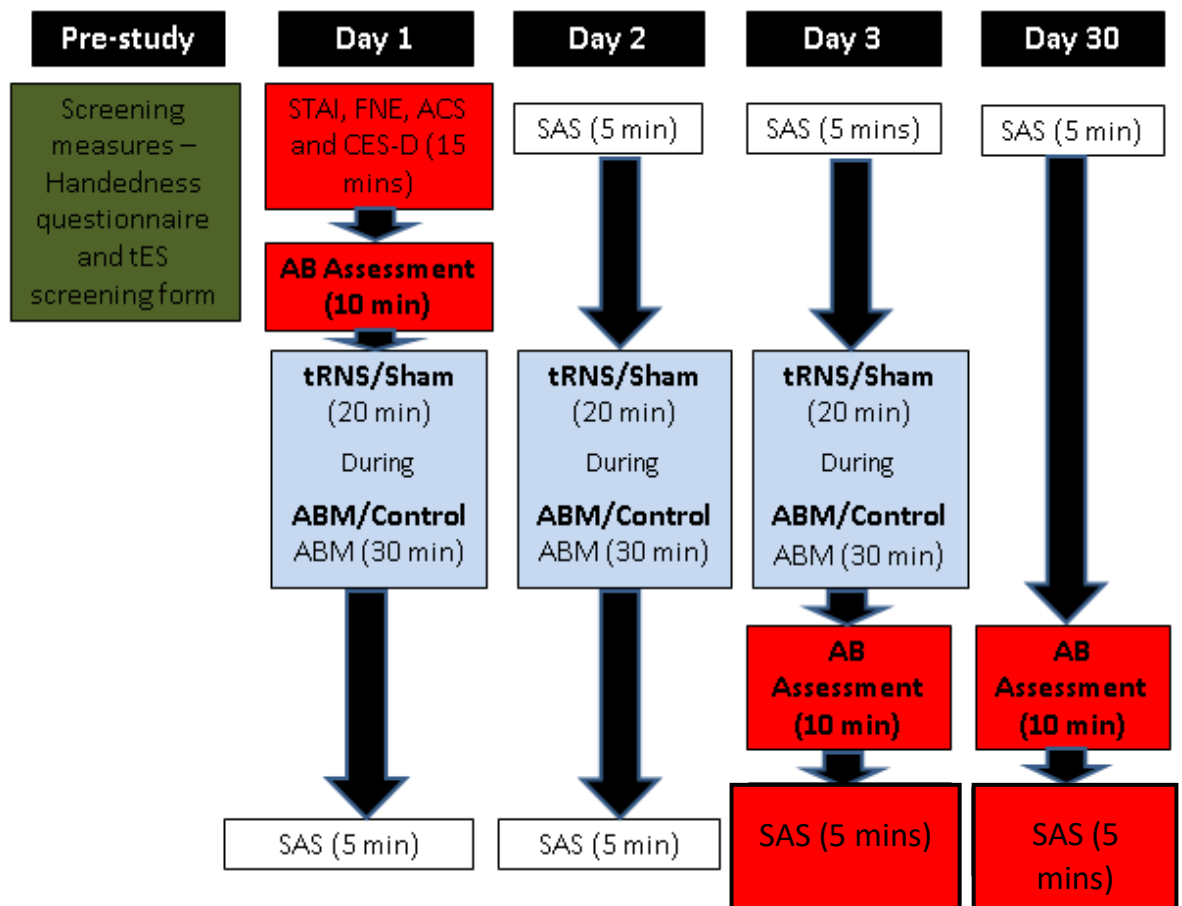 Pre-study
Screening
measures –
Handedness
questionnaire
and tES
screening form
Day 1
STAI, FNE, ACS
and CES-D (15
mins)
AB Assessment
(10 min)
tRNS/Sham
(20 min)
During
ABM/Control
ABM (30 min)
SAS (5 min)
Day 2
SAS (5 min)
tRNS/Sham
(20 min)
During
ABM/Control
ABM (30 min)
SAS (5 min)
Day 3
SAS (5 mins)
tRNS/Sham
(20 min)
During
ABM/Control
ABM (30 min)
AB
Assessment
(10 min)
SAS (5 mins)
Day 30
SAS (5 min)
AB
Assessment
(10 min)
SAS (5
mins)